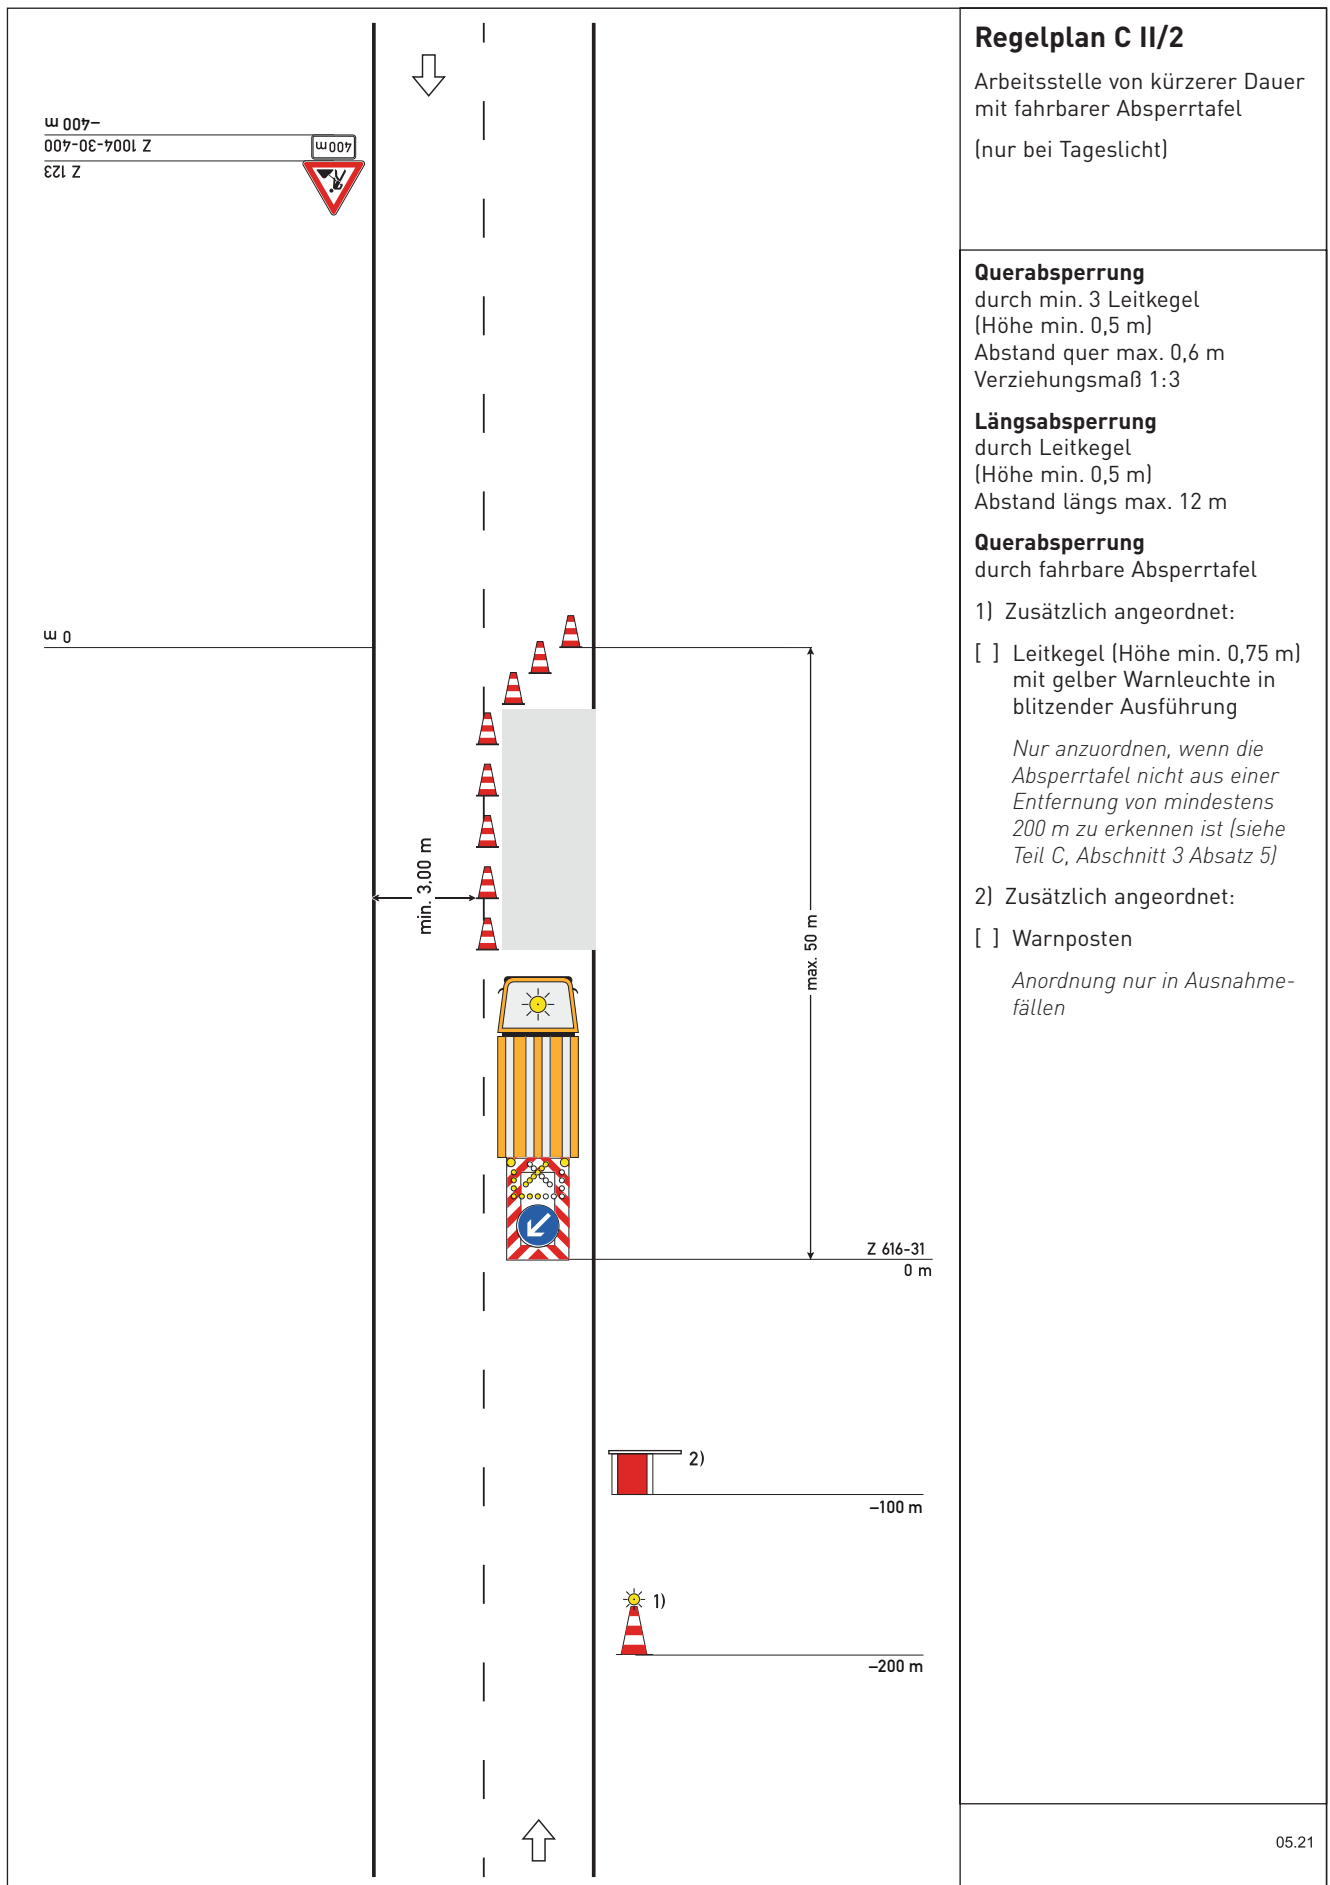 Regelplan C II/2
Arbeitsstelle von kürzerer Dauer
mit fahrbarer Absperrtafel
(nur bei Tageslicht)
–400 m
Z 1004-30-400
Z 123
400 m
0 m
min. 3.00 m
max. 50 m
Z 616-31
0 m
2)
–100 m
1)
–200 m
Querabsperrung
durch min. 3 Leitkegel
(Höhe min. 0,5 m)
Abstand quer max. 0,6 m
Verziehungsmaß 1:3
Längsabsperrung
durch Leitkegel
(Höhe min. 0,5 m)
Abstand längs max. 12 m
Querabsperrung
durch fahrbare Absperrtafel
1) Zusätzlich angeordnet:
[ ] Leitkegel (Höhe min. 0,75 m)
mit gelber Warnleuchte in
blitzender Ausführung
Nur anzuordnen, wenn die
Absperrtafel nicht aus einer
Entfernung von mindestens
200 m zu erkennen ist (siehe
Teil C, Abschnitt 3 Absatz 5)
2) Zusätzlich angeordnet:
[ ] Warnposten
Anordnung nur in Ausnahme-
fällen
05.21